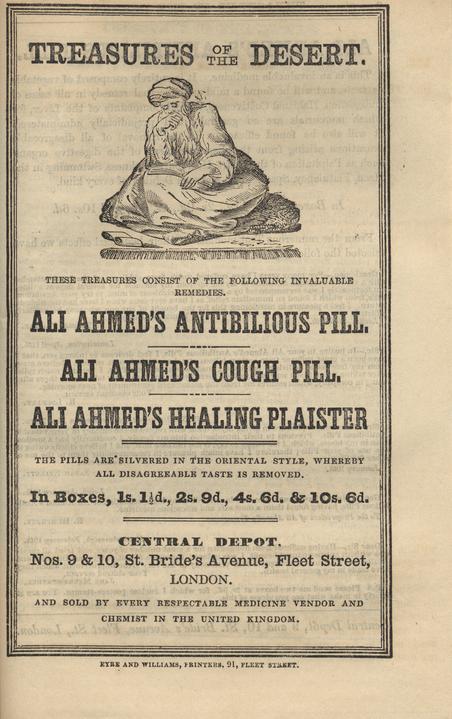 TREASURES OF THE DESERT.
THESE TREASURES CONSIST OF THE FOLLOWING INVALUABLE
REMEDIES.
ALI AHMED'S ANTIBILIOUS PILL.
ALI AHMED'S COUGH PILL.
ALI AHMED'S HEALING PLAISTER
THE PILLS ARE SILVERED IN THE ORIENTAL STYLE, WHEREBY
ALL DISAGREEABLE TASTE IS REMOVED.
In Boxes, 1s. 1½d., 2s. 9d., 4s. 6d. & 10s. 6d.
CENTRAL DEPOT.
Nos. 9 & 10, St. Bride's Avenue, Fleet Street,
LONDON.
AND SOLD BY EVERY RESPECTABLE MEDICINE VENDOR AND
CHEMIST IN THE UNITED KINGDOM.
EYRE AND WILLIAMS, PRINTERS, 91, FLEET STREET.